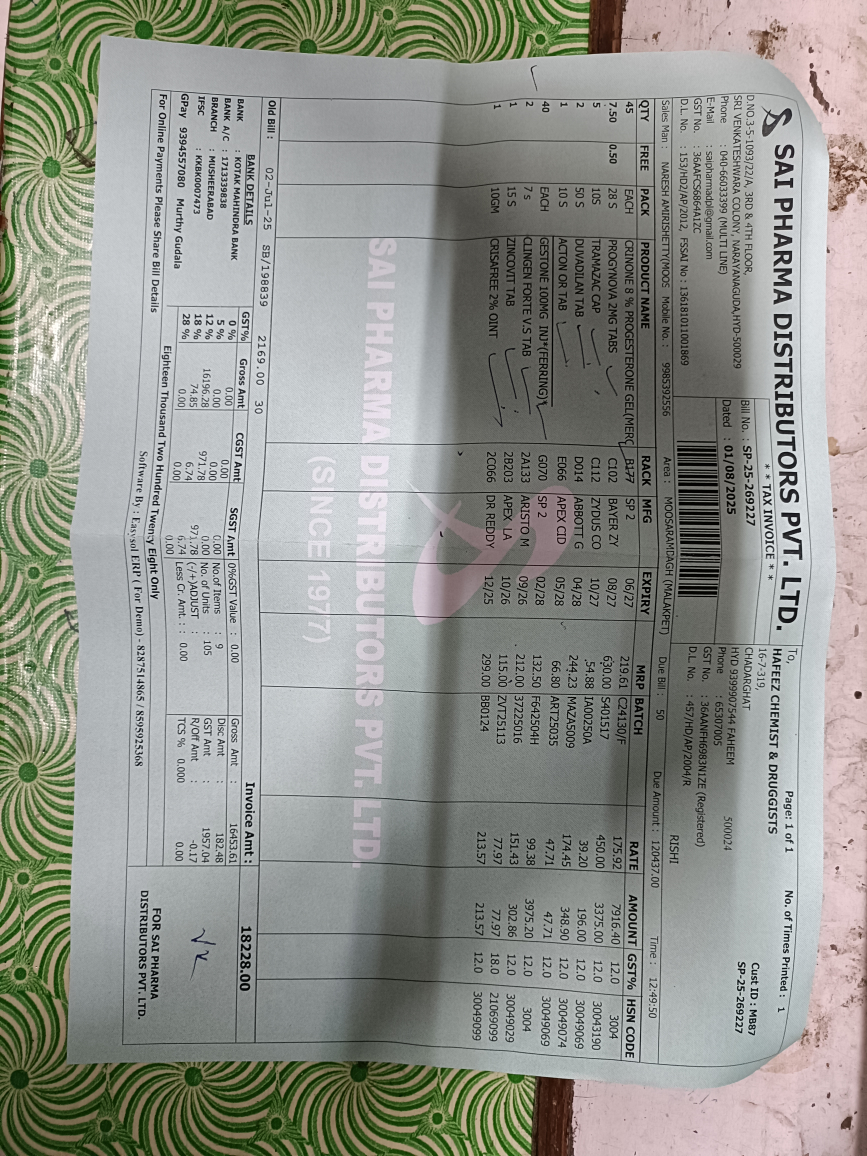 SAI PHARMA DISTRIBUTORS PVT. LTD.
D.NO.3-5-1093/22/A, 3RD & 4TH FLOOR,
SRI VENKATESHWARA COLONY, NARAYANAGUDA,HYD-500029
Phone : 040-66033399 (MULTI LINE)
E-Mail : saipharmadpl@gmail.com
GST No. : 36AAFCS6864A1ZC
D.L. No. : 153/HD2/AP/2012, FSSAI No : 136181011001869
* * TAX INVOICE * *
Bill No. : SP-25-269227
Dated : 01/08/2025
Page: 1 of 1 No. of Times Printed : 1
To,
HAFEEZ CHEMIST & DRUGGISTS
16-7-319,
CHADARGHAT
HYD 9399907544 FAHEEM 500024
Phone : 65307005
GST No. : 36AANFH6983N1ZE (Registered)
D.L. No. : 457/HD/AP/2004/R
Cust ID : MB87
SP-25-269227
RISHI
Sales Man : NARESH AMIRISHETTY(MOOS Mobile No. : 9985392556 Area : MOOSARAMDAGH (MALAKPET) Due Bill : 50 Due Amount : 120437.00 Time : 12:49:50
QTY FREE PACK PRODUCT NAME RACK MFG EXPIRY MRP BATCH RATE AMOUNT GST% HSN CODE
45 EACH CRINONE 8 % PROGESTERONE GEL(MERC B177 SP 2 06/27 219.61 C24130/F 175.92 7916.40 12.0 3004
7.50 0.50 28 S PROGYNOVA 2MG TABS C102 BAYER ZY 08/27 630.00 S401517 450.00 3375.00 12.0 30043190
5 10S TRAMAZAC CAP C112 ZYDUS CO 10/27 54.88 IA00250A 39.20 196.00 12.0 30049069
2 50 S DUVADILAN TAB D014 ABBOTT G 04/28 244.23 MAZA5009 174.45 348.90 12.0 30049074
1 10 S ACTON OR TAB E066 APEX CID 05/28 66.80 ART25035 47.71 47.71 12.0 30049069
40 EACH GESTONE 100MG INJ*(FERRING)* G070 SP 2 02/28 132.50 F642504H 99.38 3975.20 12.0 3004
2 7 s CLINGEN FORTE V.S TAB 2A133 ARISTO M 09/26 212.00 37225016 151.43 302.86 12.0 30049029
1 15 S ZINCOVIT TAB 2B203 APEX LA 10/26 115.00 ZVT25113 77.97 77.97 18.0 21069099
1 10GM CRISAFREE 2% OINT 2C066 DR REDDY 12/25 299.00 BB0124 213.57 213.57 12.0 30049099
SAI PHARMA DISTRIBUTORS PVT. LTD.
(SINCE 1977)
Old Bill : 02-Jul-25 SB/198839 2169.00 30
BANK DETAILS
BANK : KOTAK MAHINDRA BANK
BANK A/C : 1713339838
BRANCH : MUSHEERABAD
IFSC : KKBK0007473
GPay 9394557080 Murthy Gudala
For Online Payments Please Share Bill Details
GST% Gross Amt CGST Amt SGST Amt
0 % 0.00 0.00 0.00
5 % 0.00 0.00 0.00
12 % 16196.28 971.78 971.78
18 % 74.85 6.74 6.74
28 % 0.00 0.00 0.00
0%GST Value : 0.00
No.of Items : 9
No. of Units : 105
(-/+)ADJUST :
Less Cr. Amt. : 0.00
Invoice Amt : 18228.00
Gross Amt : 16453.61
Disc Amt : 182.48
GST Amt : 1957.04
R/Off Amt : -0.17
TCS % 0.000 0.00
Eighteen Thousand Two Hundred Twenty Eight Only
Software By : Easysol ERP ( For Demo) - 8287514865 / 8595925368
FOR SAI PHARMA
DISTRIBUTORS PVT. LTD.